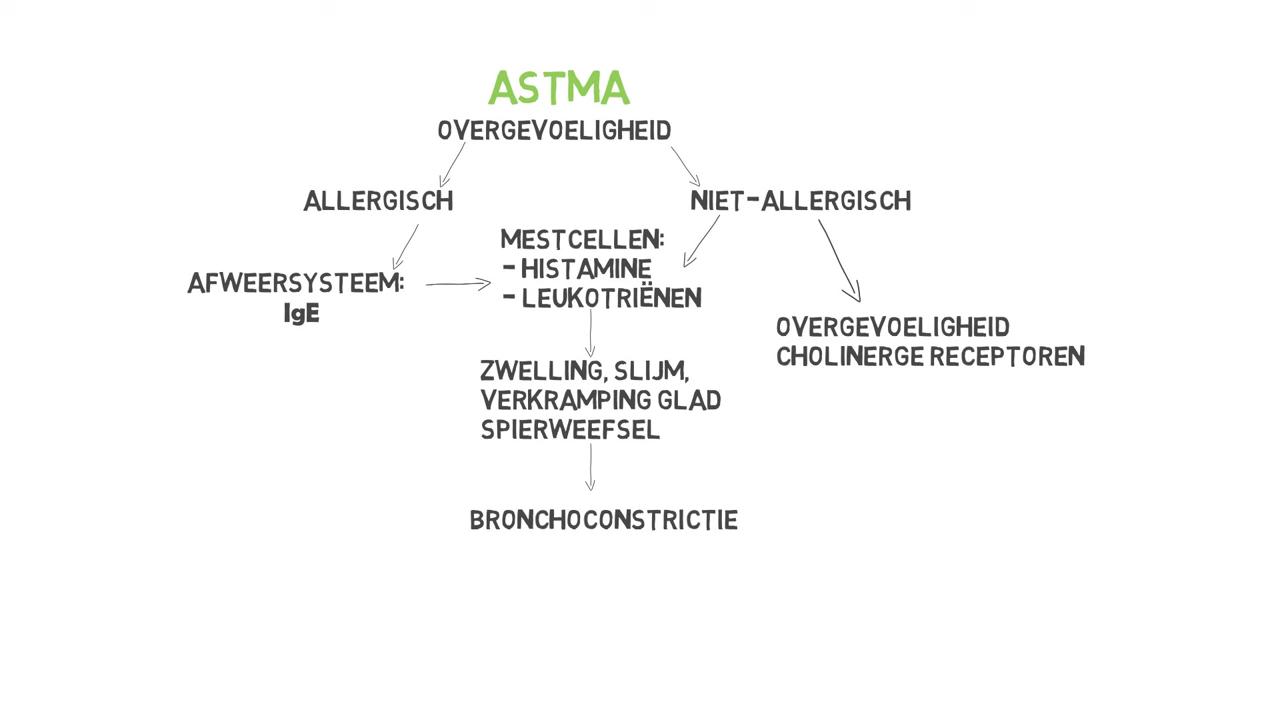 ASTMA
OVERGEVOELIGHEID
ALLERGISCH
NIET-ALLERGISCH
AFWEERSYSTEEM:
IgE
MESTCELLEN:
- HISTAMINE
- LEUKOTRIËNEN
OVERGEVOELIGHEID
CHOLINERGE RECEPTOREN
ZWELLING, SLIJM,
VERKRAMPING GLAD
SPIERWEEFSEL
BRONCHOCONSTRICTIE